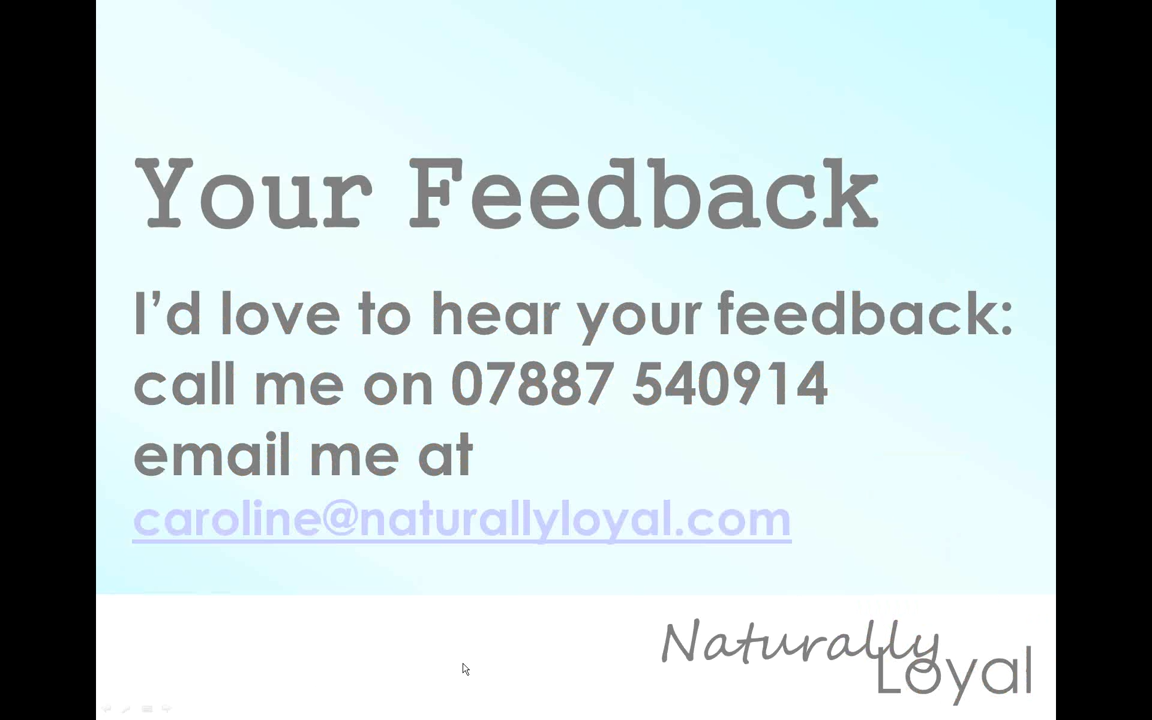 Your Feedback
I’d love to hear your feedback:
call me on 07887 540914
email me at
caroline@naturallyloyal.com
Naturally
Loyal